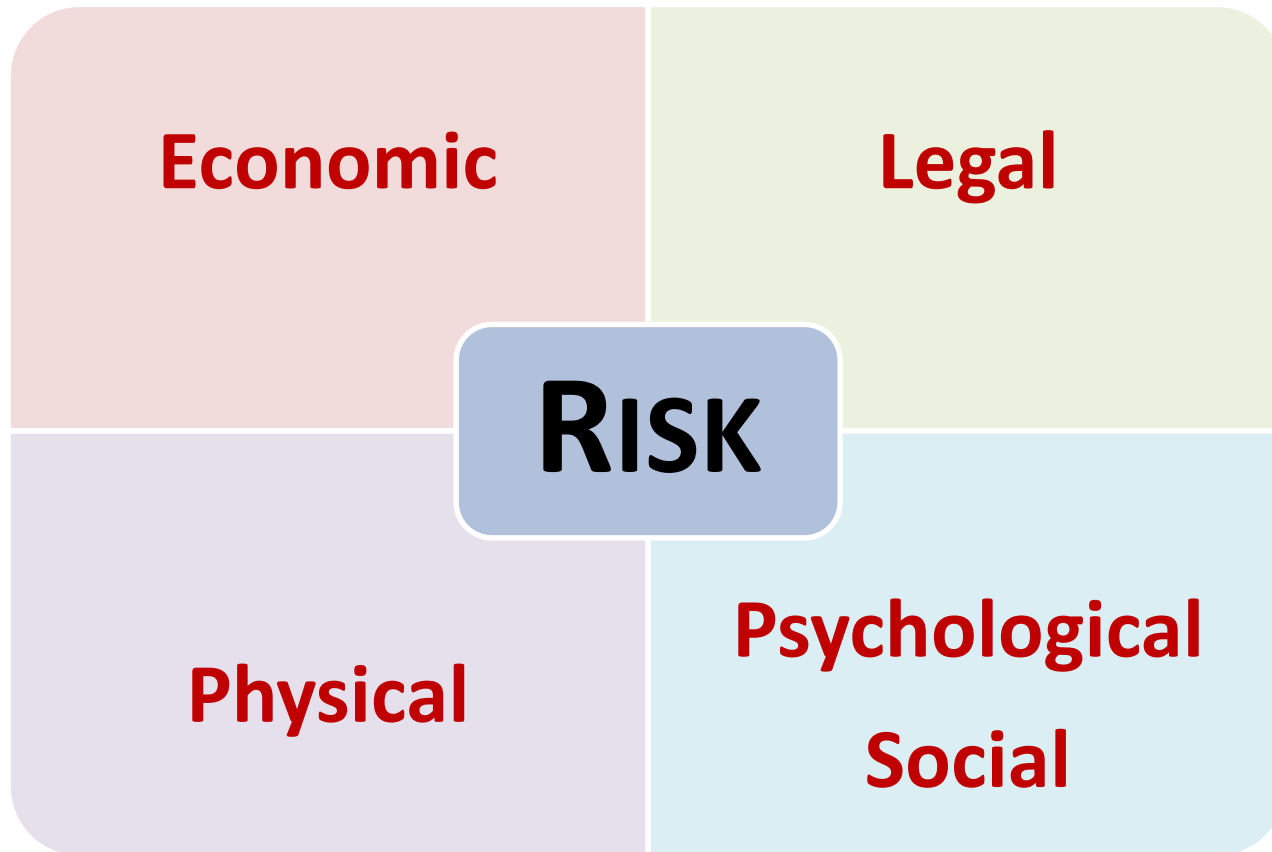 Economic
Legal
RISK
Physical
Psychological
Social